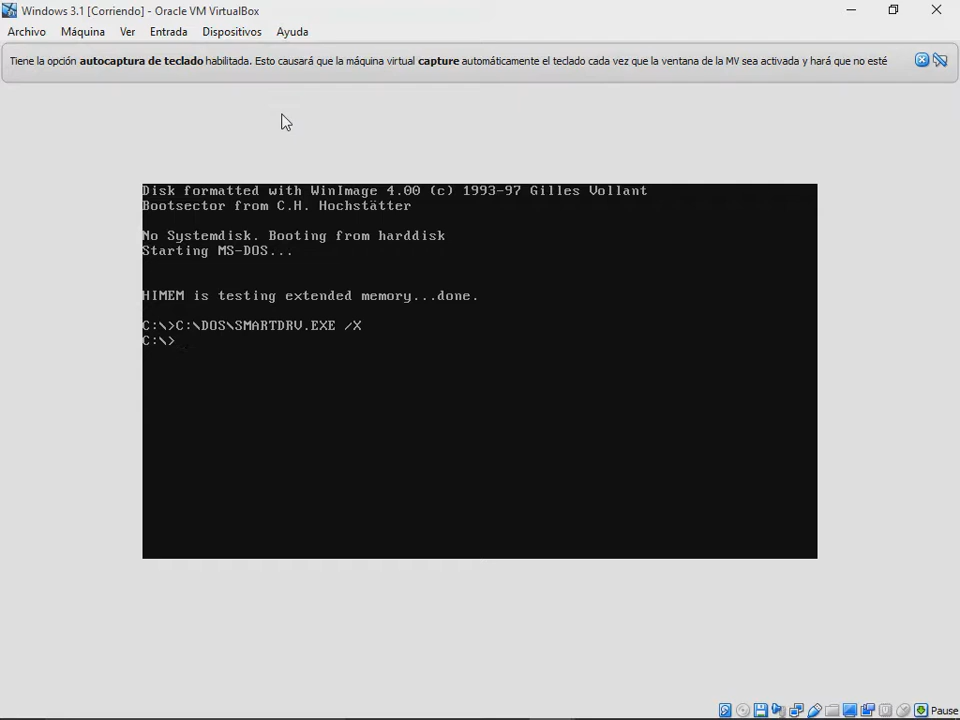 Windows 3.1 [Corriendo] - Oracle VM VirtualBox
Archivo Máquina Ver Entrada Dispositivos Ayuda
Tiene la opción autocaptura de teclado habilitada. Esto causará que la máquina virtual capture automáticamente el teclado cada vez que la ventana de la MV sea activada y hará que no esté
Disk formatted with WinImage 4.00 (c) 1993-97 Gilles Vollant
Bootsector from C.H. Hochstätter
No Systemdisk. Booting from harddisk
Starting MS-DOS...
HIMEM is testing extended memory...done.
C:\>C:\DOS\SMARTDRV.EXE /X
C:\>
Pause